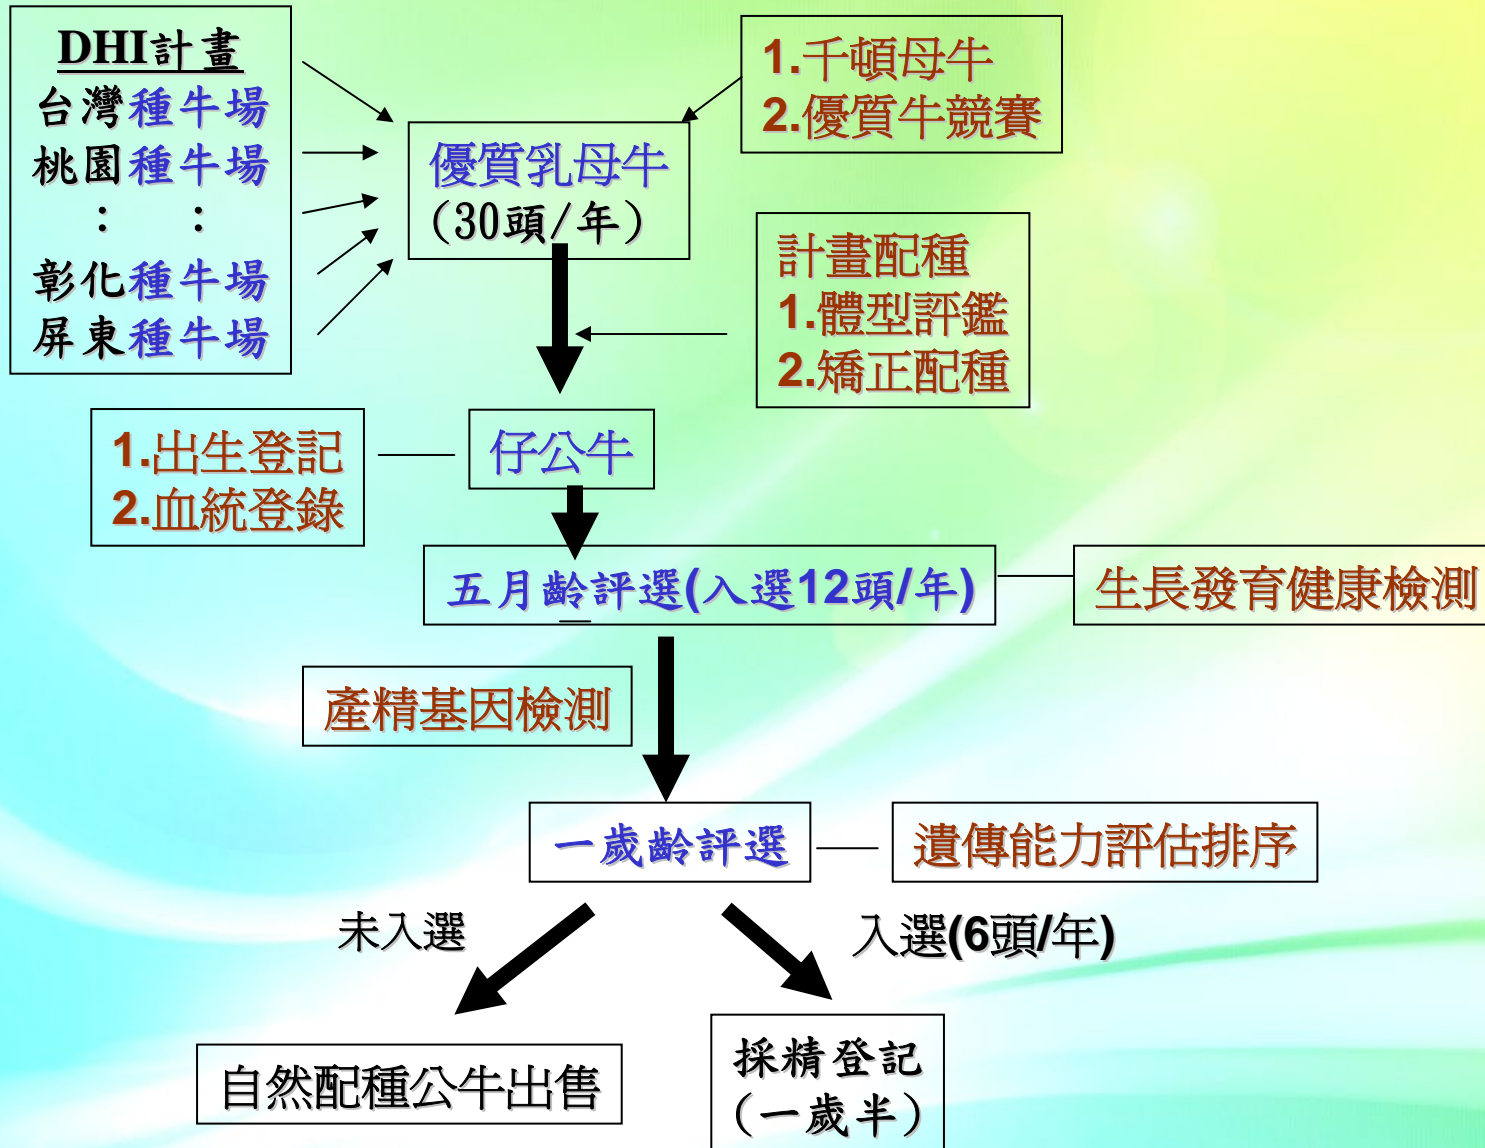 DHI計畫
台灣種牛場
桃園種牛場
：　：
彰化種牛場
屏東種牛場
1.千頓母牛
2.優質牛競賽
優質乳母牛
(30頭/年)
計畫配種
1.體型評鑑
2.矯正配種
1.出生登記
2.血統登錄
仔公牛
五月齡評選(入選12頭/年)
生長發育健康檢測
產精基因檢測
一歲齡評選
遺傳能力評估排序
未入選
入選(6頭/年)
自然配種公牛出售
採精登記
(一歲半)